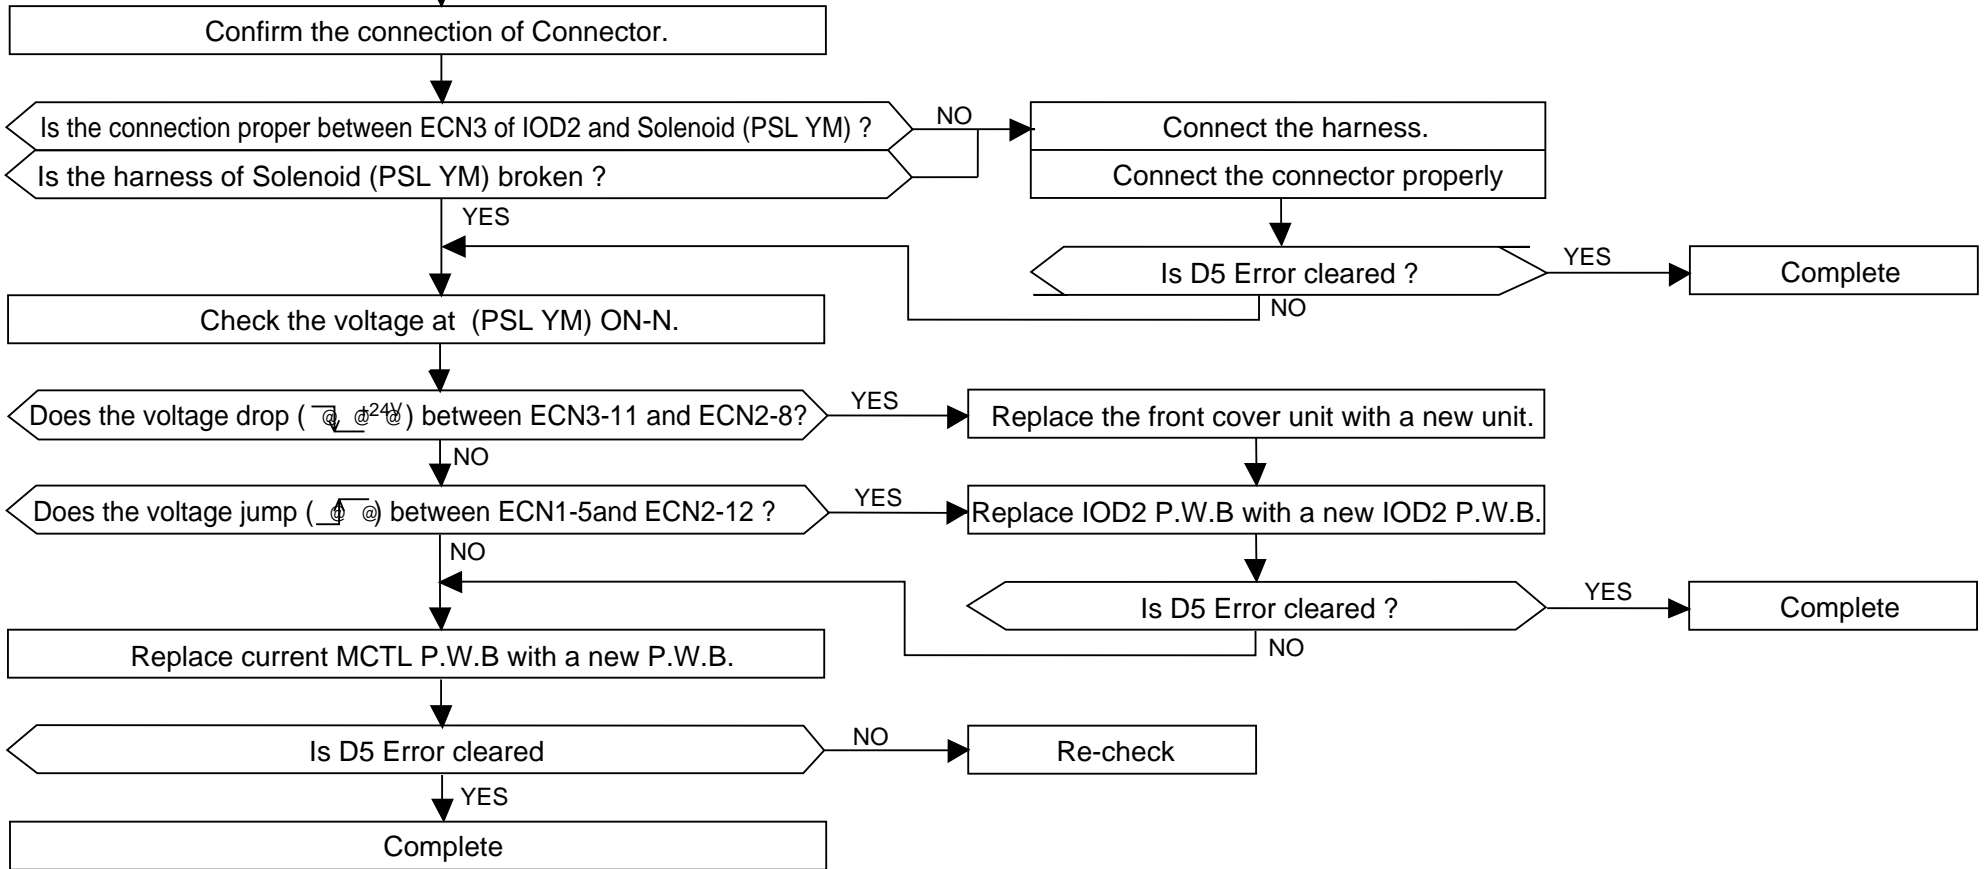 Confirm the connection of Connector.
Is the connection proper between ECN3 of IOD2 and Solenoid (PSL YM) ?
NO
Connect the harness.
Is the harness of Solenoid (PSL YM) broken ?
Connect the connector properly
YES
Is D5 Error cleared ?
YES
Complete
NO
Check the voltage at (PSL YM) ON-N.
Does the voltage drop ( @ @ +24V @ ) between ECN3-11 and ECN2-8?
YES
Replace the front cover unit with a new unit.
NO
Does the voltage jump ( @ @ ) between ECN1-5and ECN2-12 ?
YES
Replace IOD2 P.W.B with a new IOD2 P.W.B.
NO
Is D5 Error cleared ?
YES
Complete
NO
Replace current MCTL P.W.B with a new P.W.B.
Is D5 Error cleared
NO
Re-check
YES
Complete